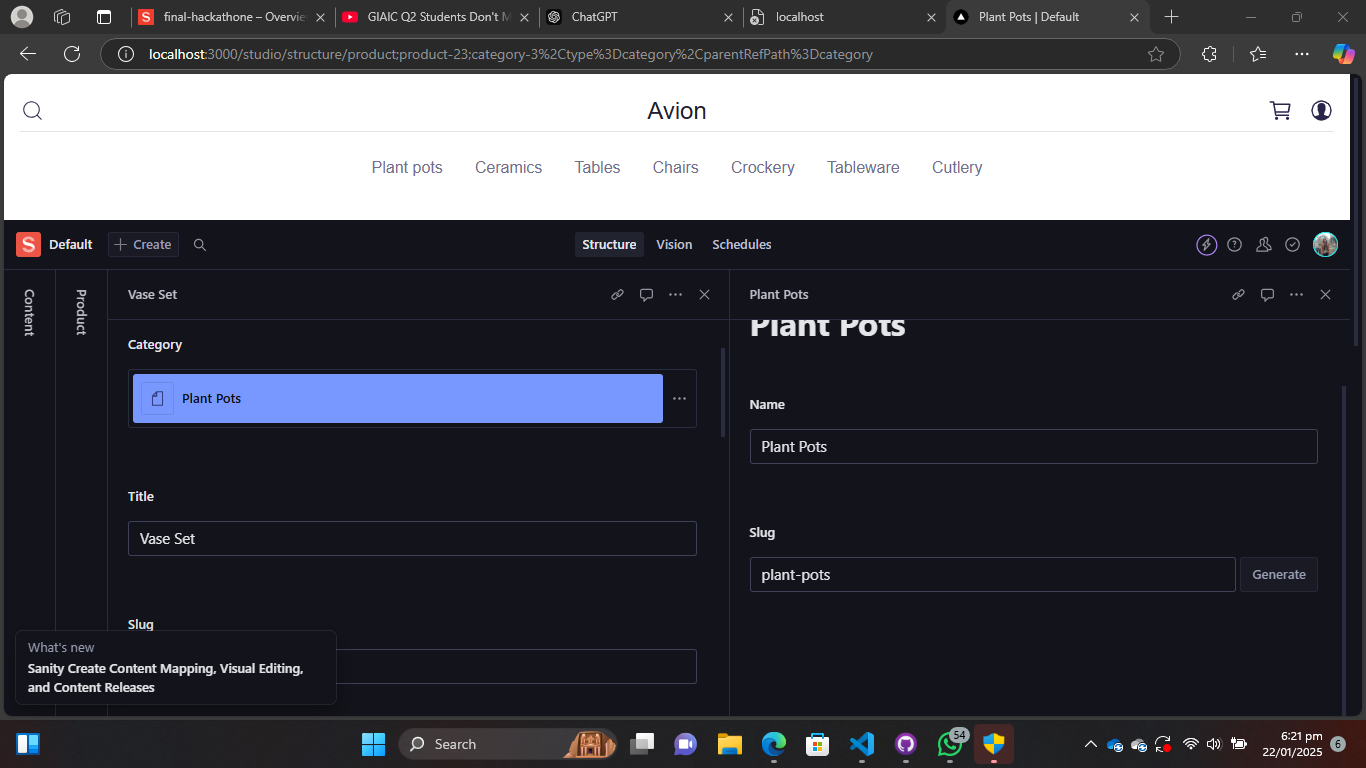 final-hackathone – Overvie
GIAIC Q2 Students Don't M
ChatGPT
localhost
Plant Pots | Default
localhost:3000/studio/structure/product;product-23;category-3%2Ctype%3Dcategory%2CparentRefPath%3Dcategory
Avion
Plant pots Ceramics Tables Chairs Crockery Tableware Cutlery
S Default Create Structure Vision Schedules
Content
Product
Vase Set
Category
Plant Pots
Title
Vase Set
Slug
Plant Pots
Plant Pots
Name
Plant Pots
Slug
plant-pots Generate
What's new
Sanity Create Content Mapping, Visual Editing,
and Content Releases
Search
54
6:21 pm
22/01/2025
6